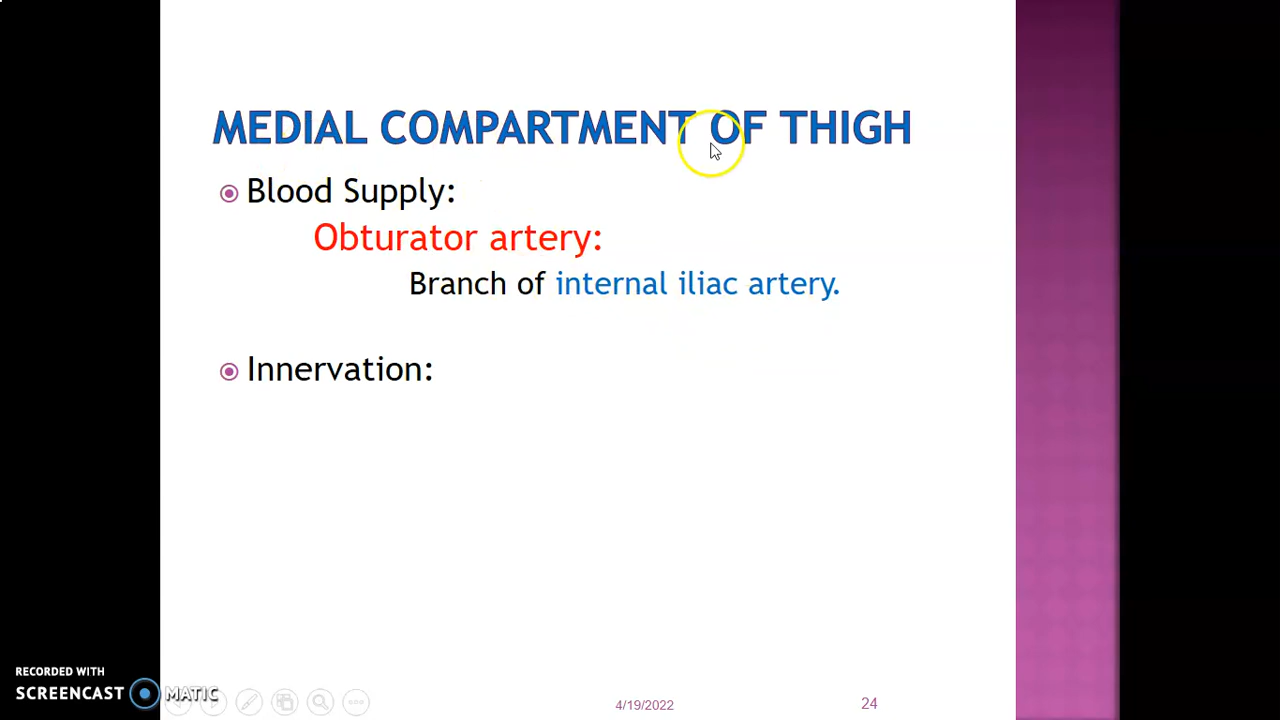 MEDIAL COMPARTMENT OF THIGH
Blood Supply:
Obturator artery:
Branch of internal iliac artery.
Innervation:
RECORDED WITH
SCREENCAST MATIC
4/19/2022
24